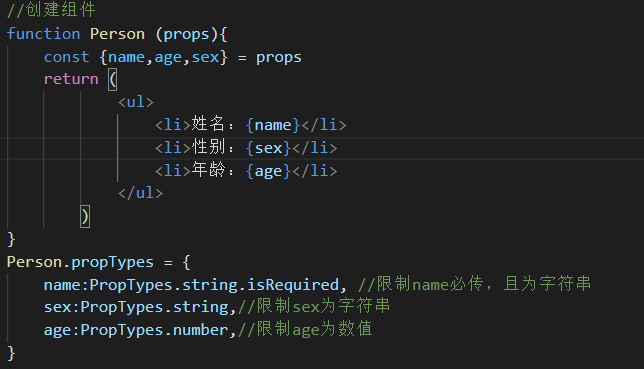 //创建组件
function Person (props){
    const {name,age,sex} = props
    return (
            <ul>
                <li>姓名：{name}</li>
                <li>性别：{sex}</li>
                <li>年龄：{age}</li>
            </ul>
        )
}
Person.propTypes = {
    name:PropTypes.string.isRequired, //限制name必传，且为字符串
    sex:PropTypes.string,//限制sex为字符串
    age:PropTypes.number,//限制age为数值
}